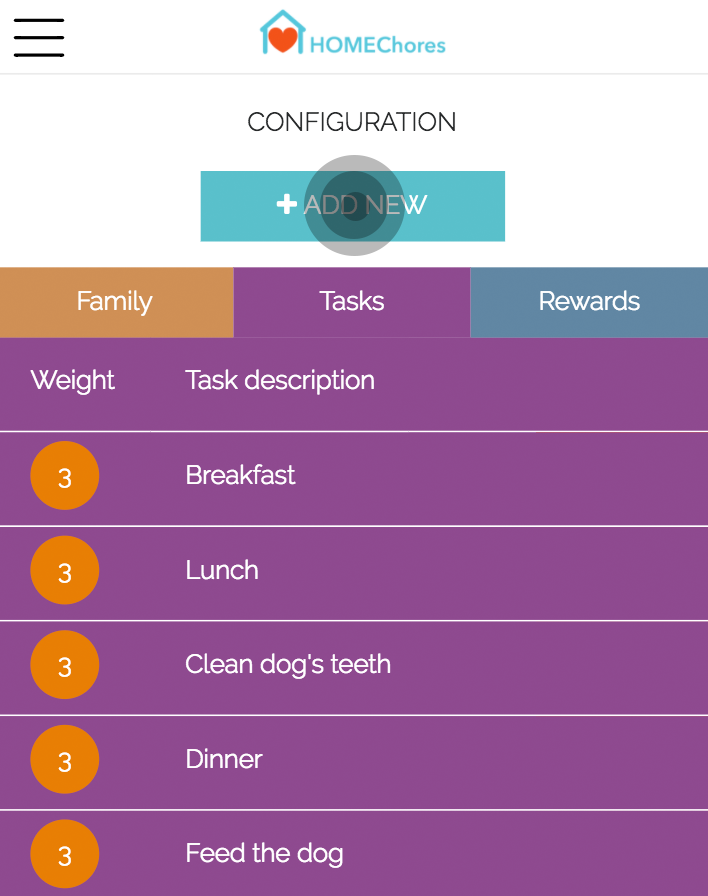 HOMEChores
CONFIGURATION
ADD NEW
Family Tasks Rewards
Weight Task description
3 Breakfast
3 Lunch
3 Clean dog's teeth
3 Dinner
3 Feed the dog